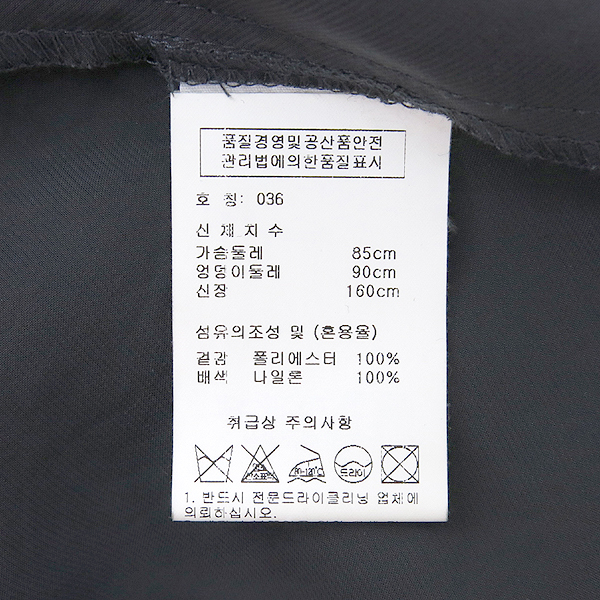 품질경영및공산품안전
관리법에의한품질표시
호 칭: 036
신 체 치 수
가슴둘레 85cm
엉덩이둘레 90cm
신장 160cm
섬유의조성 및 (혼용율)
겉감 폴리에스터 100%
배색 나일론 100%
취급상 주의사항
드라이
1. 반드시 전문드라이클리닝 업체에
의뢰하십시오.